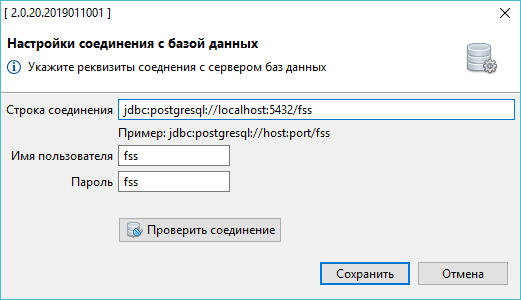 [ 2.0.20.2019011001 ]
Настройки соединения с базой данных
Укажите реквизиты соеднения с сервером баз данных
Строка соединения jdbc:postgresql://localhost:5432/fss
Пример: jdbc:postgresql://host:port/fss
Имя пользователя fss
Пароль fss
Проверить соединение
Сохранить Отмена